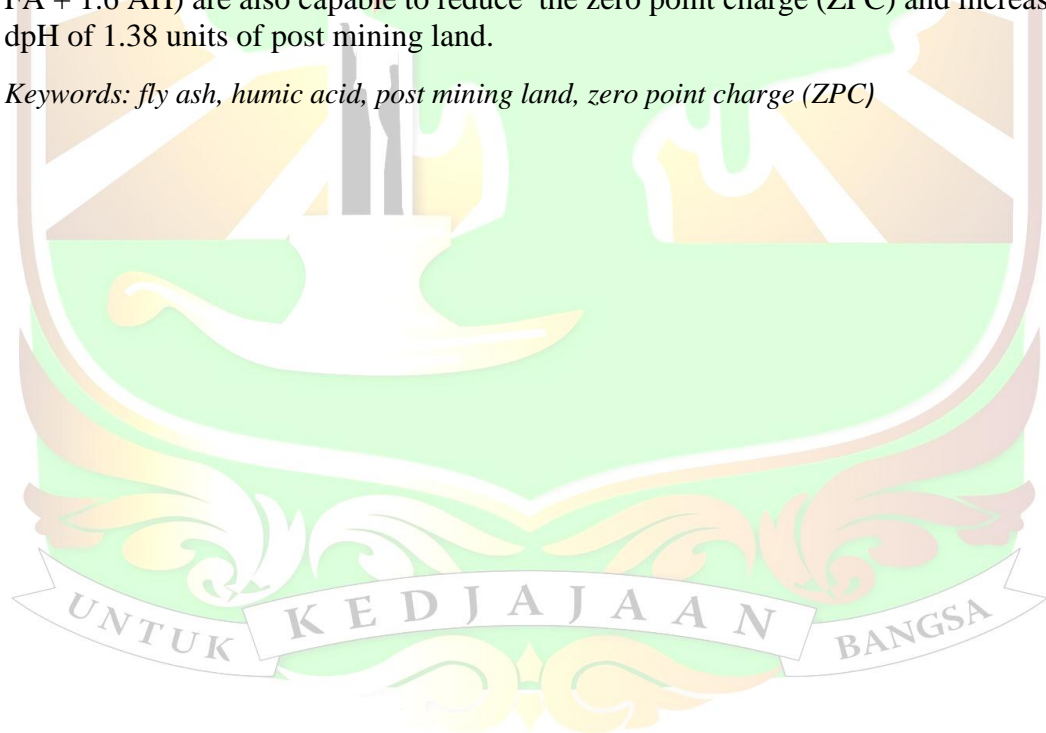 FA + 1.6 AH) are also capable to reduce the zero point charge (ZPC) and increas
dpH of 1.38 units of post mining land.
Keywords: fly ash, humic acid, post mining land, zero point charge (ZPC)
UNTUK KEDJAJAAN BANGSA